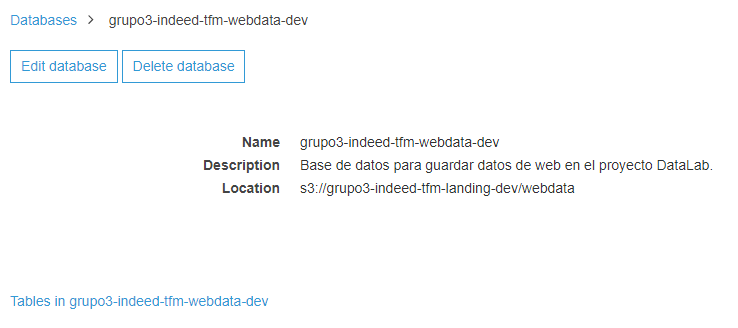 Databases > grupo3-indeed-tfm-webdata-dev
Edit database Delete database
Name grupo3-indeed-tfm-webdata-dev
Description Base de datos para guardar datos de web en el proyecto DataLab.
Location s3://grupo3-indeed-tfm-landing-dev/webdata
Tables in grupo3-indeed-tfm-webdata-dev